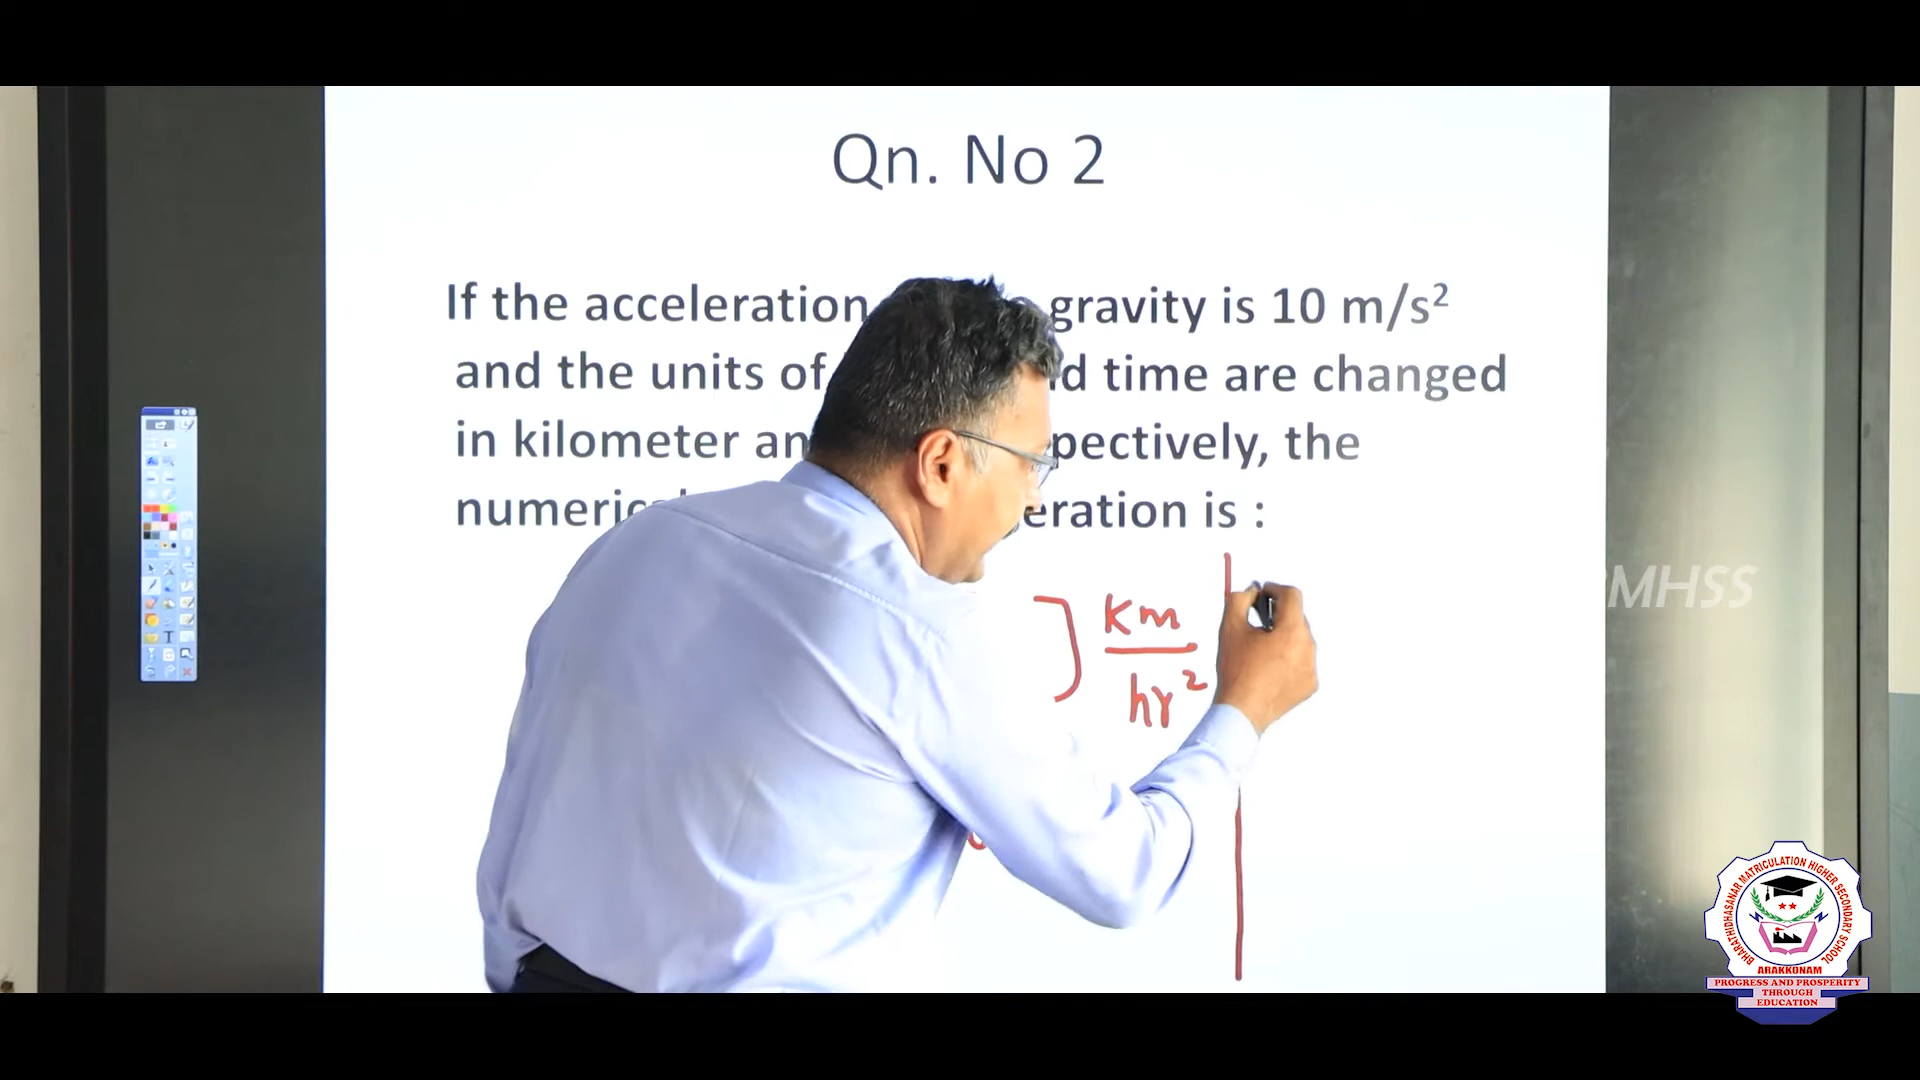 Qn. No 2
If the acceleration gravity is 10 m/s²
and the units of time are changed
in kilometer pectively, the
numeri eration is :
] Km
hr²
MHSS
BHARATHIDHASANAR MATRICULATION HIGHER SECONDARY SCHOOL
ARAKKONAM
PROGRESS AND PROSPERITY
THROUGH
EDUCATION